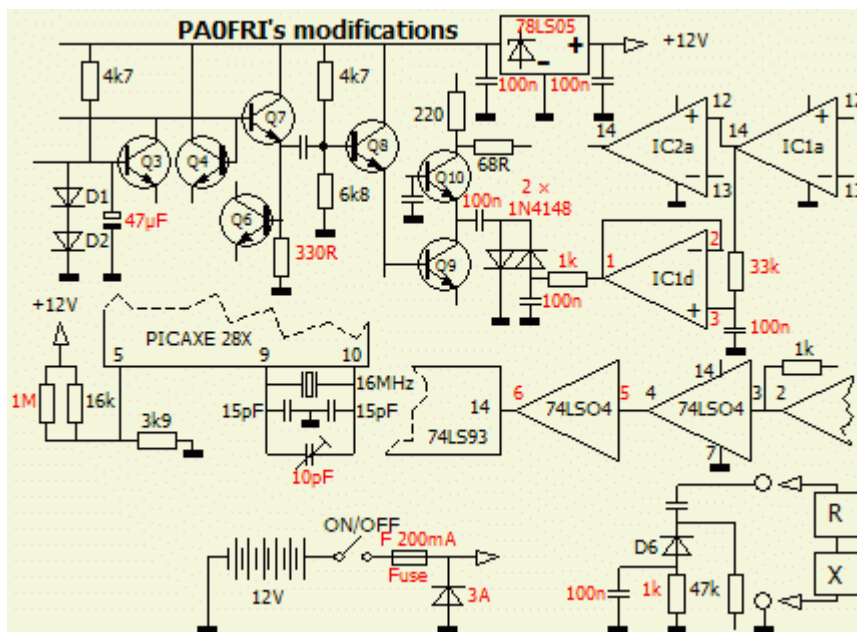 PA0FRI's modifications
78LS05
+12V
4k7
4k7
100n
100n
220
12
12
14
14
Q7
Q8
Q3
Q4
68R
IC2a
IC1a
Q10
13
13
6k8
D1
47µF
Q6
100n
2 ×
1N4148
D2
330R
Q9
1k
1
2
IC1d
33k
+12V
100n
3
100n
PICAXE 28X
5
9
10
14
1k
16MHz
6
5
4
3
2
1M
16k
15pF
15pF
14
74LSO4
74LSO4
3k9
74LS93
7
10pF
ON/OFF
F 200mA
R
D6
Fuse
X
12V
3A
100n
1k
47k